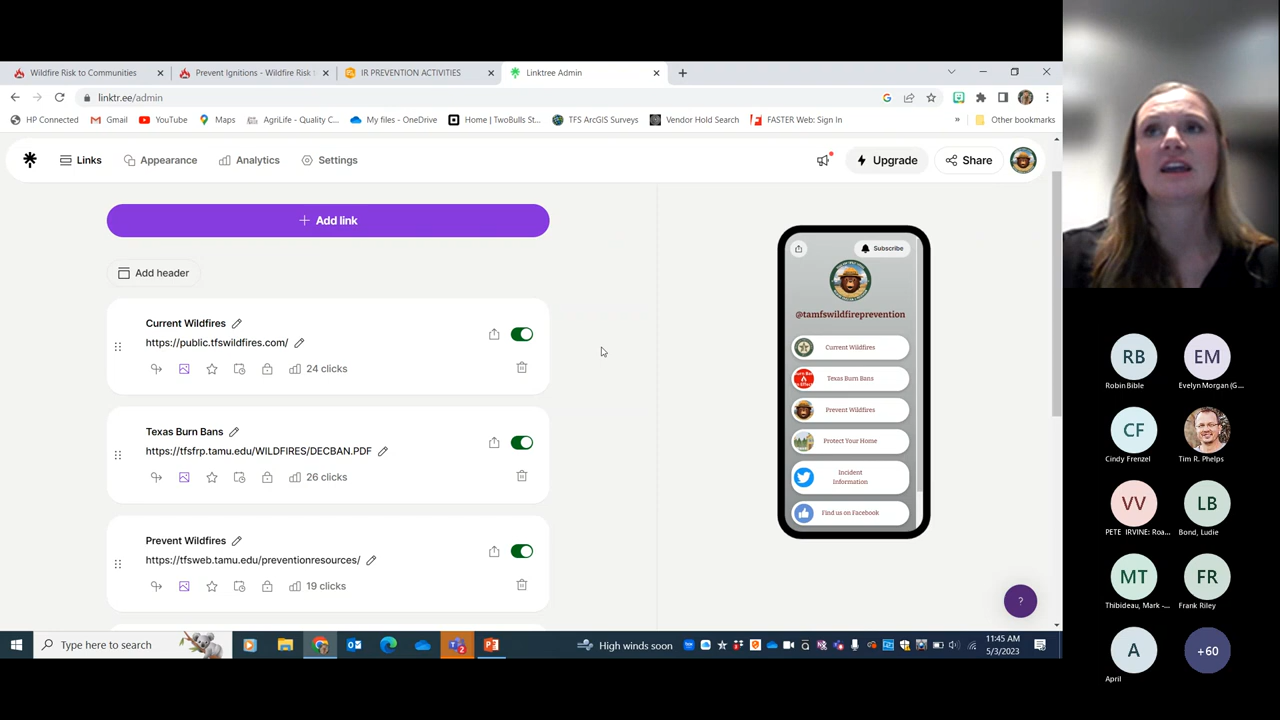 Wildfire Risk to Communities
Prevent Ignitions - Wildfire Risk
IR PREVENTION ACTIVITIES
Linktree Admin
linktr.ee/admin
HP Connected
Gmail
YouTube
Maps
AgriLife - Quality C...
My files - OneDrive
Home | TwoBulls St...
TFS ArcGIS Surveys
Vendor Hold Search
FASTER Web: Sign In
»
Other bookmarks
Links
Appearance
Analytics
Settings
Upgrade
Share
+ Add link
Add header
Current Wildfires
https://public.tfswildfires.com/
24 clicks
Texas Burn Bans
https://tfsfrp.tamu.edu/WILDFIRES/DECBAN.PDF
26 clicks
Prevent Wildfires
https://tfsweb.tamu.edu/preventionresources/
19 clicks
Subscribe
@tamfswildfireprevention
Current Wildfires
Texas Burn Bans
Prevent Wildfires
Protect Your Home
Incident
Information
Find us on Facebook
?
Type here to search
High winds soon
11:45 AM
5/3/2023
RB
Robin Bible
EM
Evelyn Morgan (G...
CF
Cindy Frenzel
Tim R. Phelps
VV
PETE IRVINE: Roa...
LB
Bond, Ludie
MT
Thibideau, Mark -...
FR
Frank Riley
A
April
+60